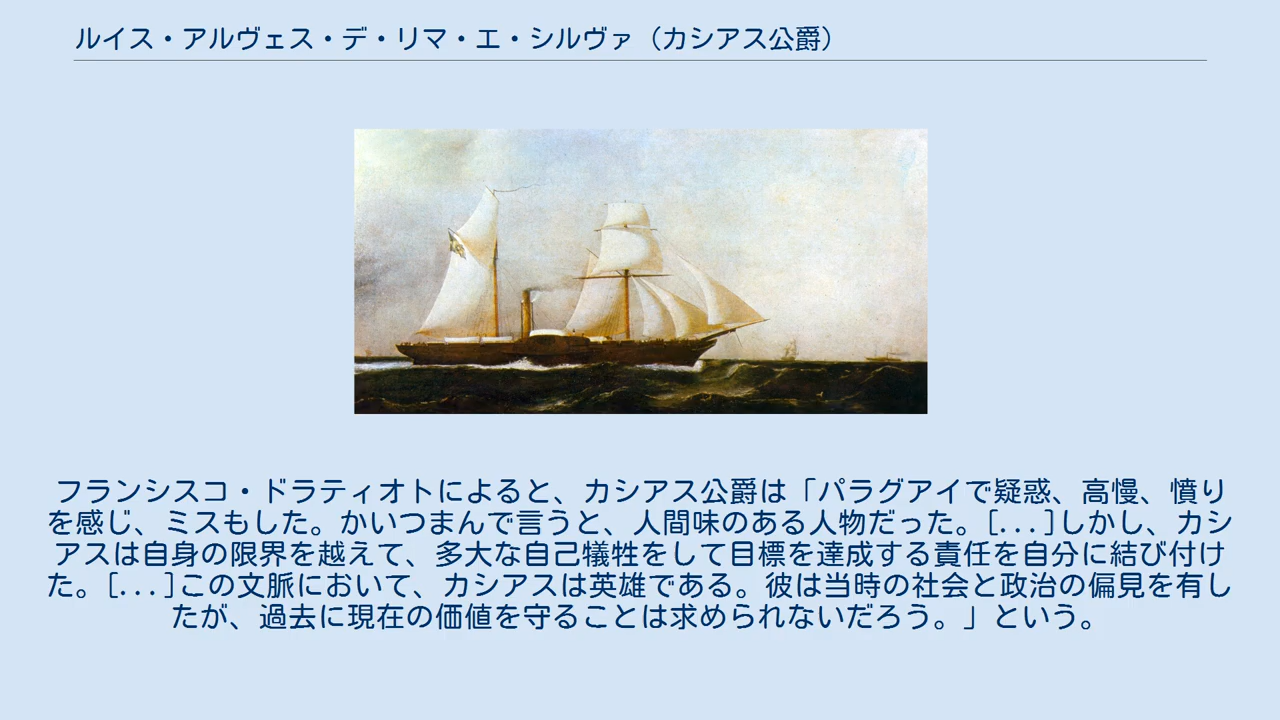 ルイス・アルヴェス・デ・リマ・エ・シルヴァ（カシアス公爵）
フランシスコ・ドラティオトによると、カシアス公爵は「パラグアイで疑惑、高慢、憤り
を感じ、ミスもした。かいつまんで言うと、人間味のある人物だった。[...]しかし、カシ
アスは自身の限界を越えて、多大な自己犠牲をして目標を達成する責任を自分に結び付け
た。[...]この文脈において、カシアスは英雄である。彼は当時の社会と政治の偏見を有し
たが、過去に現在の価値を守ることは求められないだろう。」という。